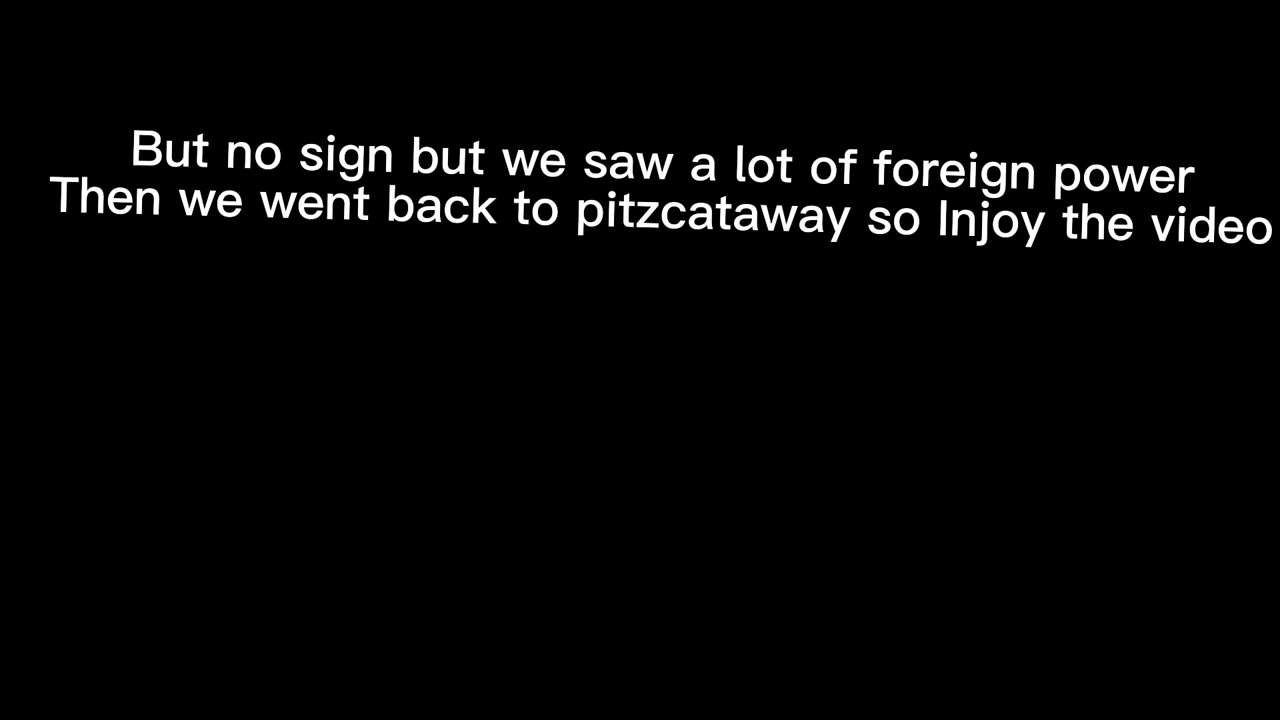 But no sign but we saw a lot of foreign power
Then we went back to pitzcataway so Injoy the video